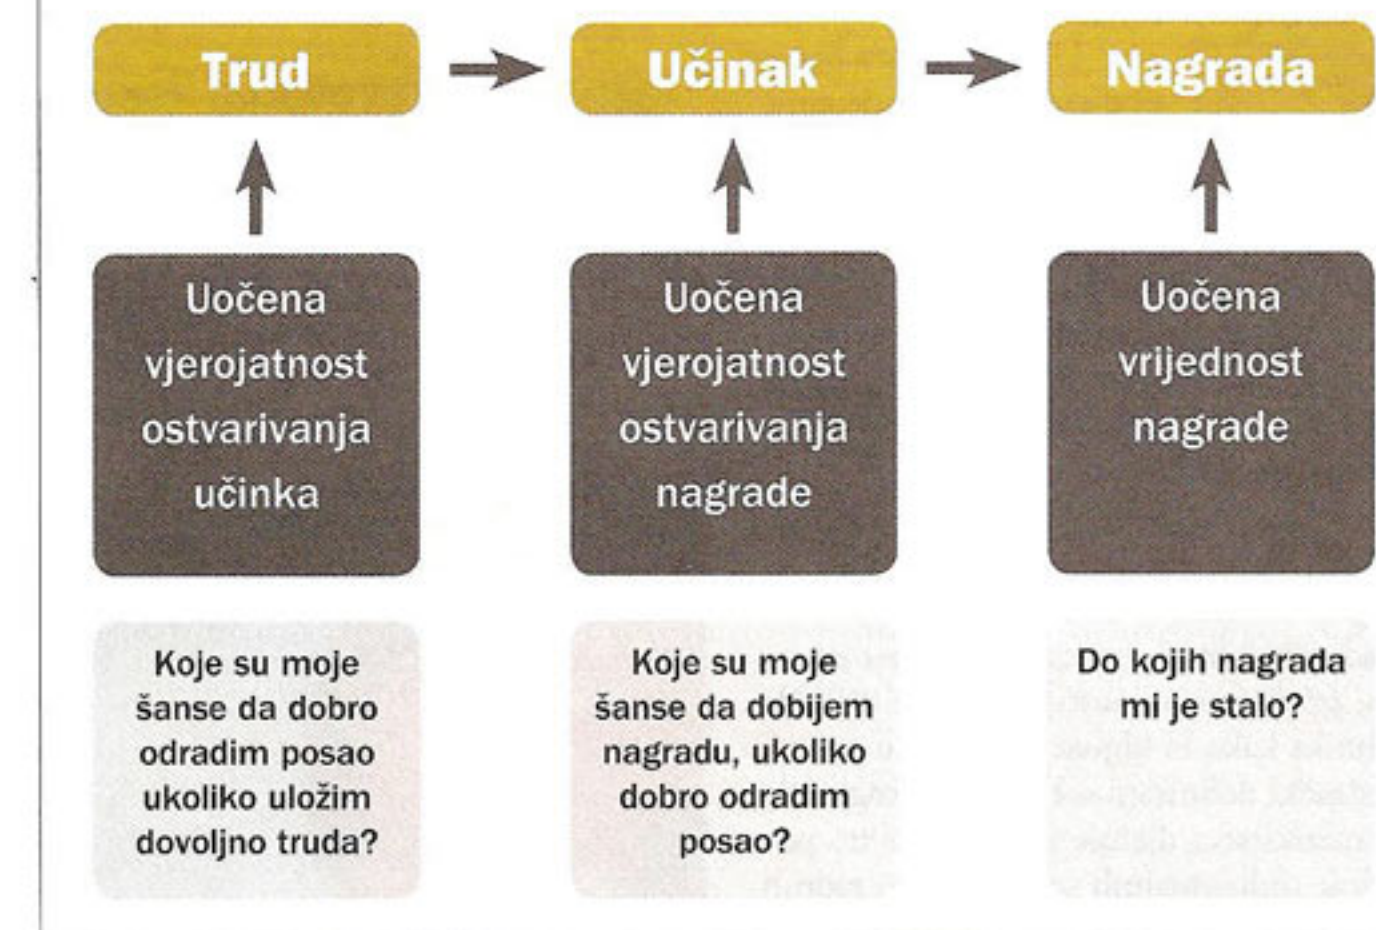 Trud
Učinak
Nagrada
Uočena
vjerojatnost
ostvarivanja
učinka
Uočena
vjerojatnost
ostvarivanja
nagrade
Uočena
vrijednost
nagrade
Koje su moje
šanse da dobro
odradim posao
ukoliko uložim
dovoljno truda?
Koje su moje
šanse da dobijem
nagradu, ukoliko
dobro odradim
posao?
Do kojih nagrada
mi je stalo?